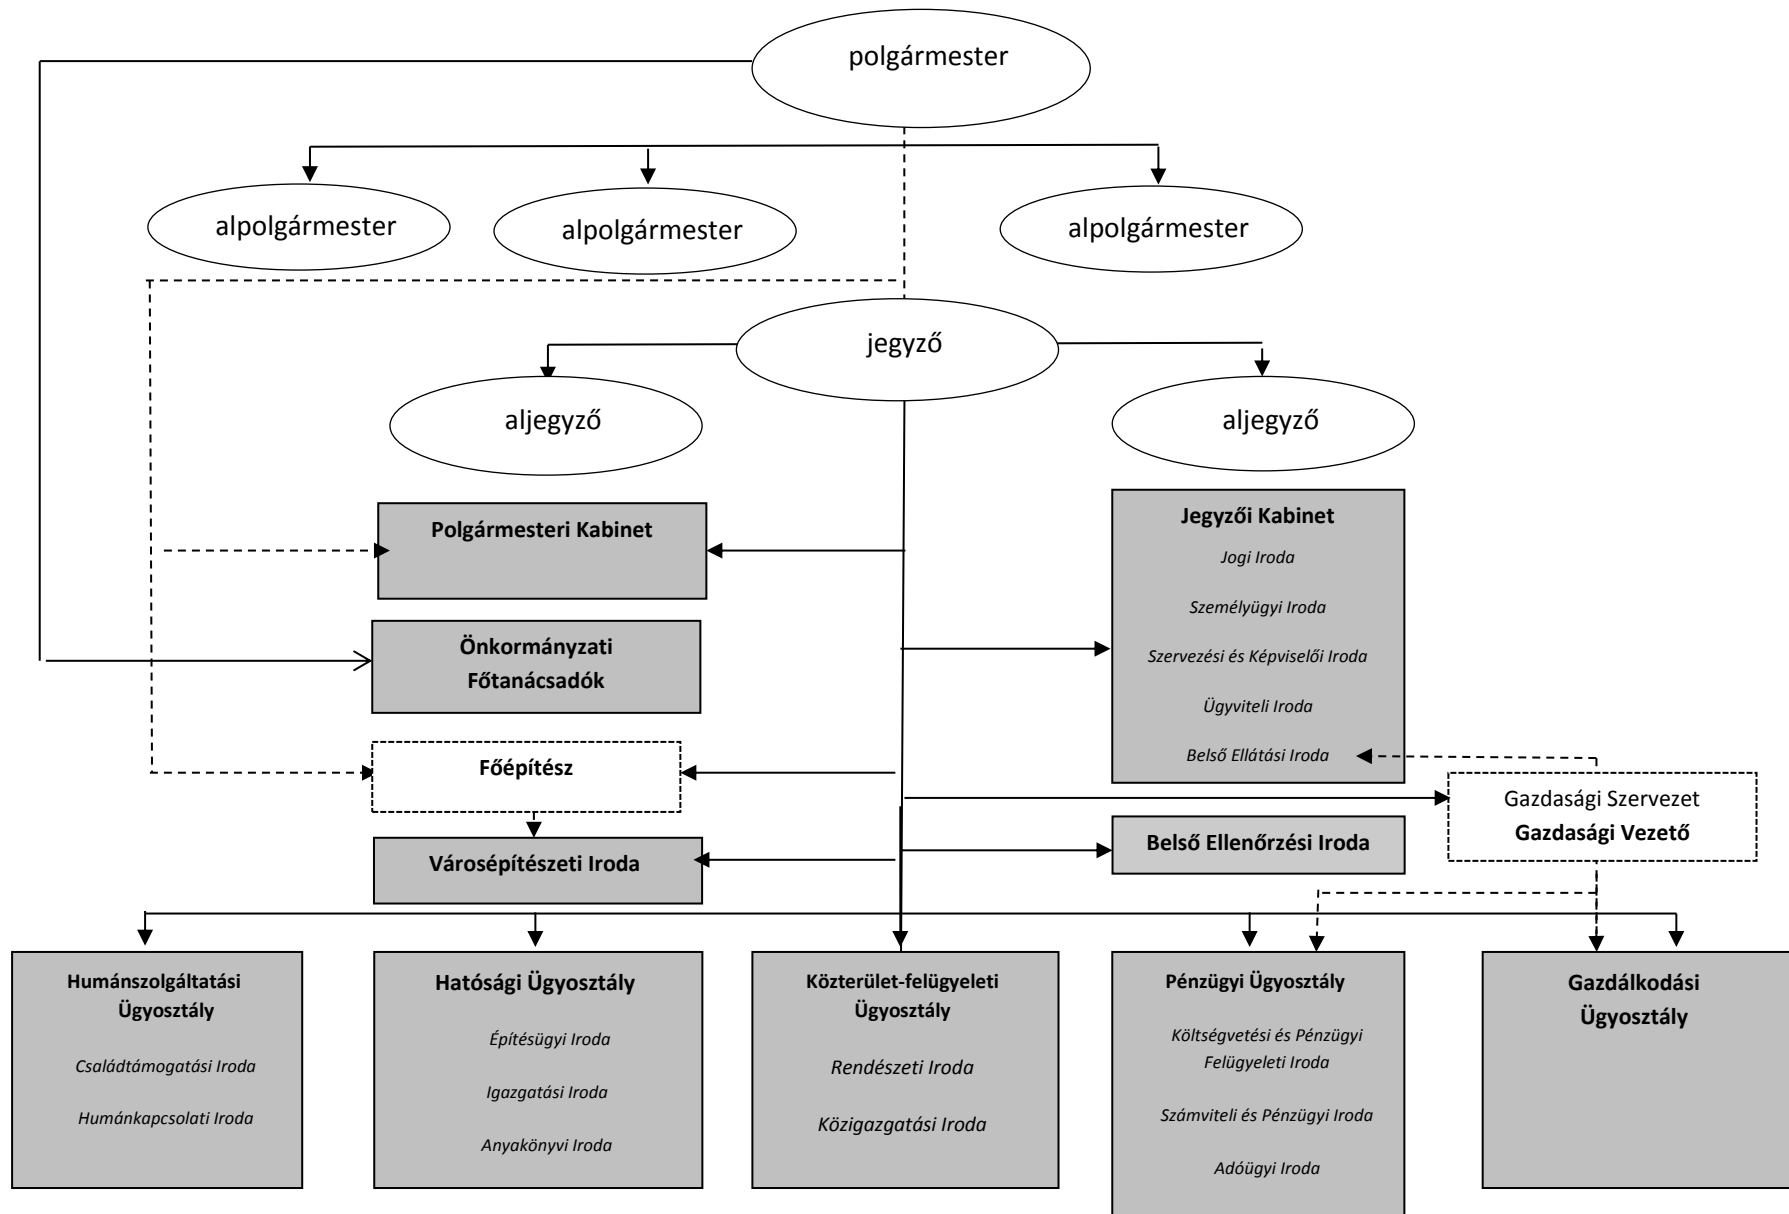 polgármester
alpolgármester
alpolgármester
alpolgármester
jegyző
aljegyző
aljegyző
Polgármesteri Kabinet
Jegyzői Kabinet
Jogi Iroda
Személyügyi Iroda
Szervezési és Képviselői Iroda
Ügyviteli Iroda
Belső Ellátási Iroda
Önkormányzati
Főtanácsadók
Főépítész
Gazdasági Szervezet
Gazdasági Vezető
Városépítészeti Iroda
Belső Ellenőrzési Iroda
Humánszolgáltatási
Ügyosztály
Családtámogatási Iroda
Humánkapcsolati Iroda
Hatósági Ügyosztály
Építésügyi Iroda
Igazgatási Iroda
Anyakönyvi Iroda
Közterület-felügyeleti
Ügyosztály
Rendészeti Iroda
Közigazgatási Iroda
Pénzügyi Ügyosztály
Költségvetési és Pénzügyi
Felügyeleti Iroda
Számviteli és Pénzügyi Iroda
Adóügyi Iroda
Gazdálkodási
Ügyosztály